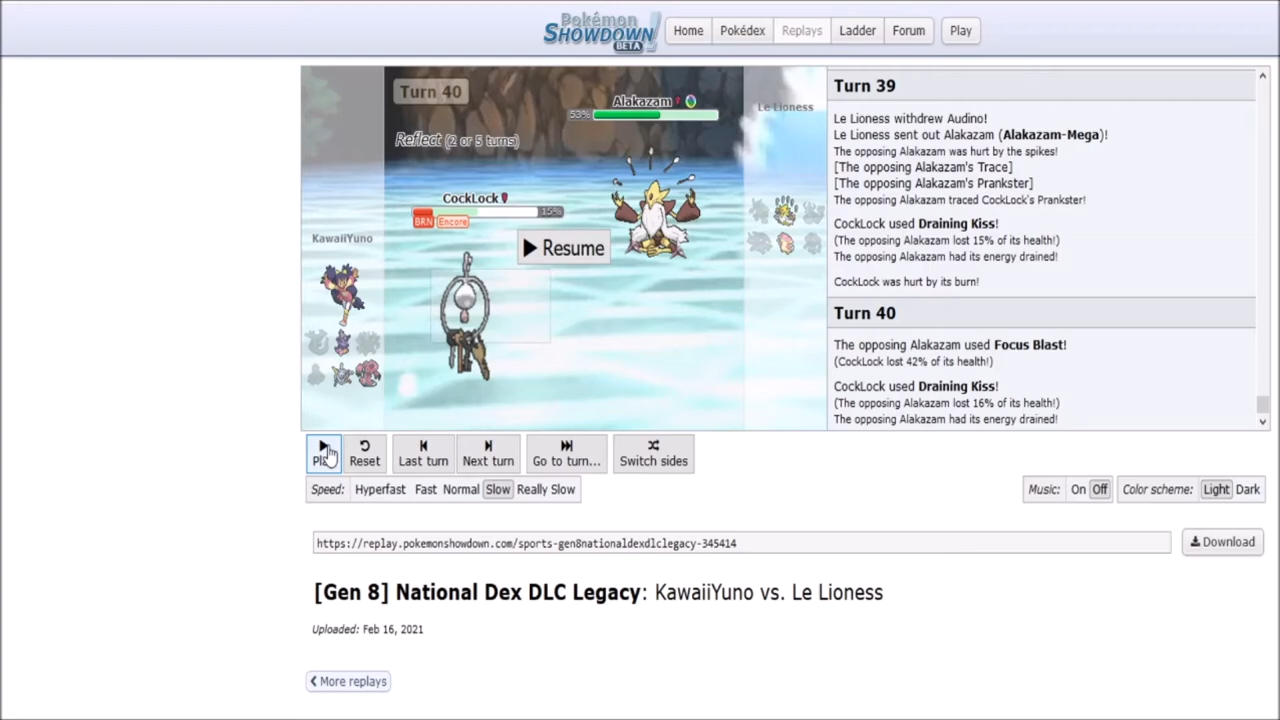 Pokémon
SHOWDOWN!
BETA
Home
Pokédex
Replays
Ladder
Forum
Play
Turn 40
Alakazam
53%
Le Lioness
Reflect (2 or 5 turns)
CockLock
15%
BRN Encore
KawaiiYuno
Resume
Turn 39
Le Lioness withdrew Audino!
Le Lioness sent out Alakazam (Alakazam-Mega)!
The opposing Alakazam was hurt by the spikes!
[The opposing Alakazam's Trace]
[The opposing Alakazam's Prankster]
The opposing Alakazam traced CockLock's Prankster!
CockLock used Draining Kiss!
(The opposing Alakazam lost 15% of its health!)
The opposing Alakazam had its energy drained!
CockLock was hurt by its burn!
Turn 40
The opposing Alakazam used Focus Blast!
(CockLock lost 42% of its health!)
CockLock used Draining Kiss!
(The opposing Alakazam lost 16% of its health!)
The opposing Alakazam had its energy drained!
Reset
Last turn
Next turn
Go to turn...
Switch sides
Speed: Hyperfast Fast Normal Slow Really Slow
Music: On Off
Color scheme: Light Dark
https://replay.pokemonshowdown.com/sports-gen8nationaldexdlclegacy-345414
Download
[Gen 8] National Dex DLC Legacy: KawaiiYuno vs. Le Lioness
Uploaded: Feb 16, 2021
More replays